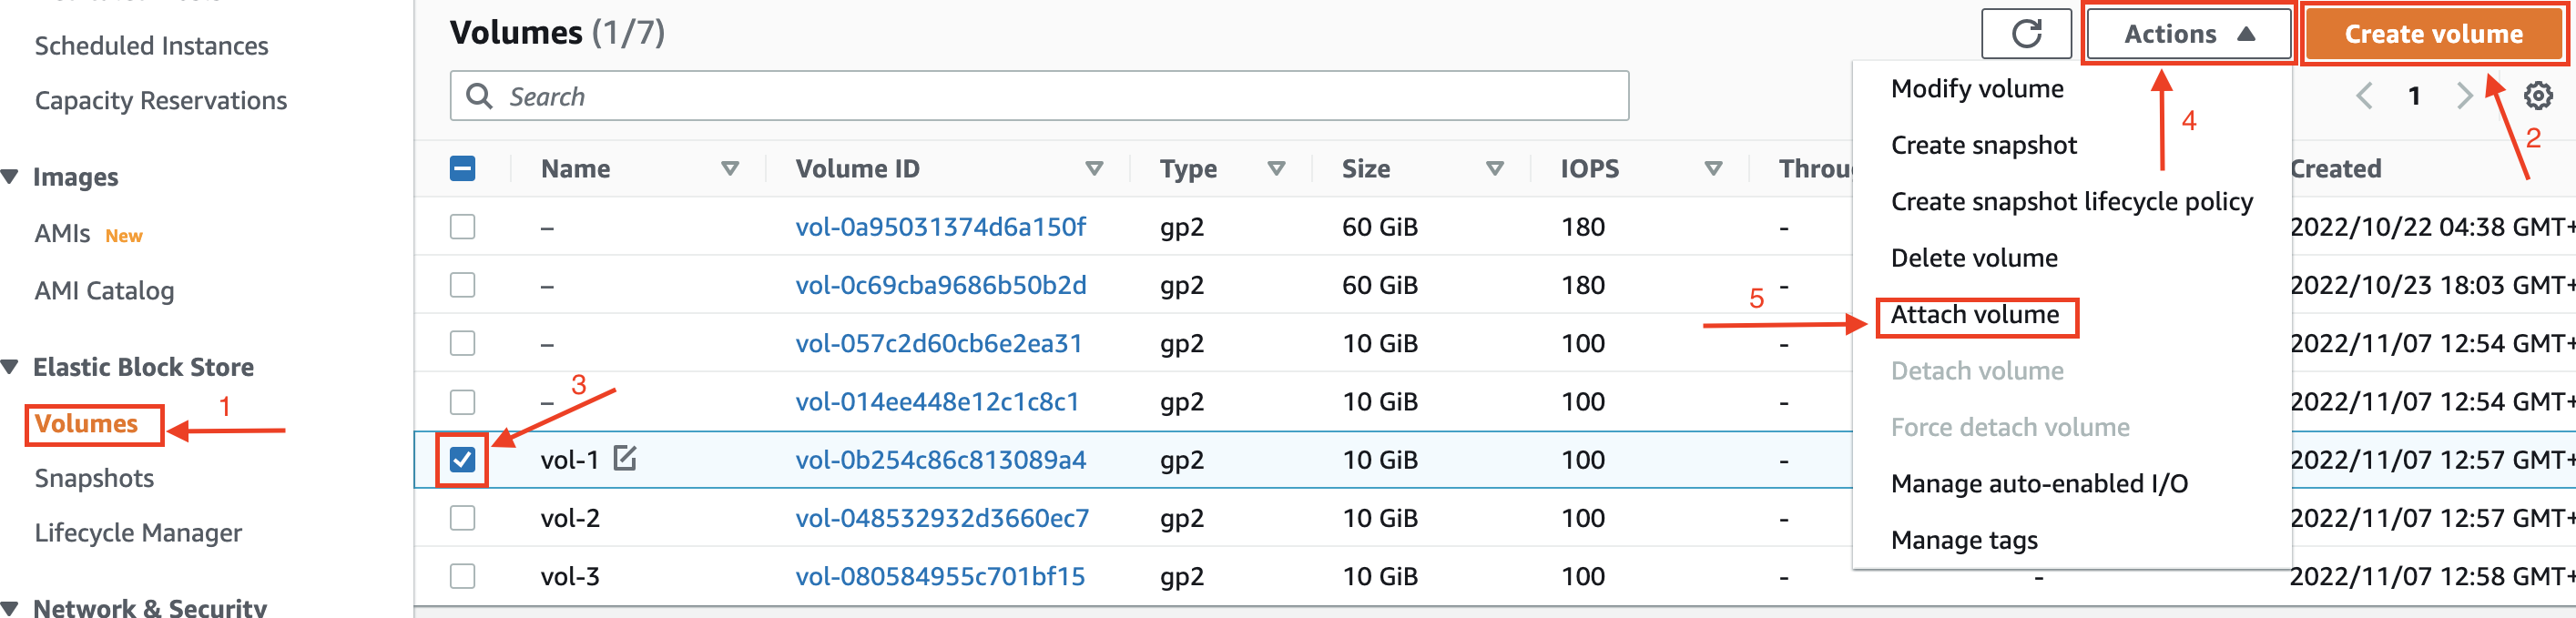 Scheduled Instances
Capacity Reservations
Images
AMIs New
AMI Catalog
Elastic Block Store
Volumes
1
Snapshots
Lifecycle Manager
Network & Security
Volumes (1/7)
Actions
Create volume
Search
1
4
2
Name Volume ID Type Size IOPS Created
– vol-0a95031374d6a150f gp2 60 GiB 180 - 2022/10/22 04:38 GMT+
– vol-0c69cba9686b50b2d gp2 60 GiB 180 - 2022/10/23 18:03 GMT+
– vol-057c2d60cb6e2ea31 gp2 10 GiB 100 - 2022/11/07 12:54 GMT+
– vol-014ee448e12c1c8c1 gp2 10 GiB 100 - 2022/11/07 12:54 GMT+
3
vol-1 vol-0b254c86c813089a4 gp2 10 GiB 100 - 2022/11/07 12:57 GMT+
vol-2 vol-048532932d3660ec7 gp2 10 GiB 100 - 2022/11/07 12:57 GMT+
vol-3 vol-080584955c701bf15 gp2 10 GiB 100 - - 2022/11/07 12:58 GMT+
Modify volume
Create snapshot
Create snapshot lifecycle policy
Delete volume
5
Attach volume
Detach volume
Force detach volume
Manage auto-enabled I/O
Manage tags